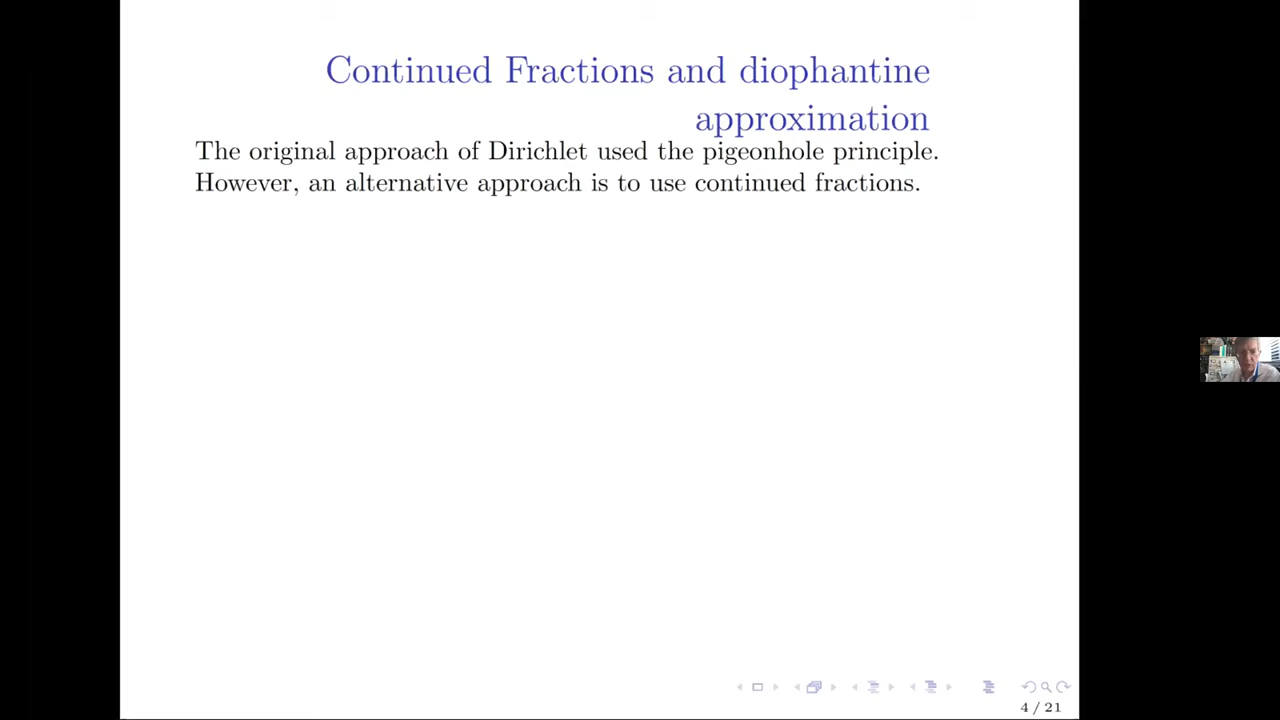 Continued Fractions and diophantine
approximation
The original approach of Dirichlet used the pigeonhole principle.
However, an alternative approach is to use continued fractions.
4 / 21